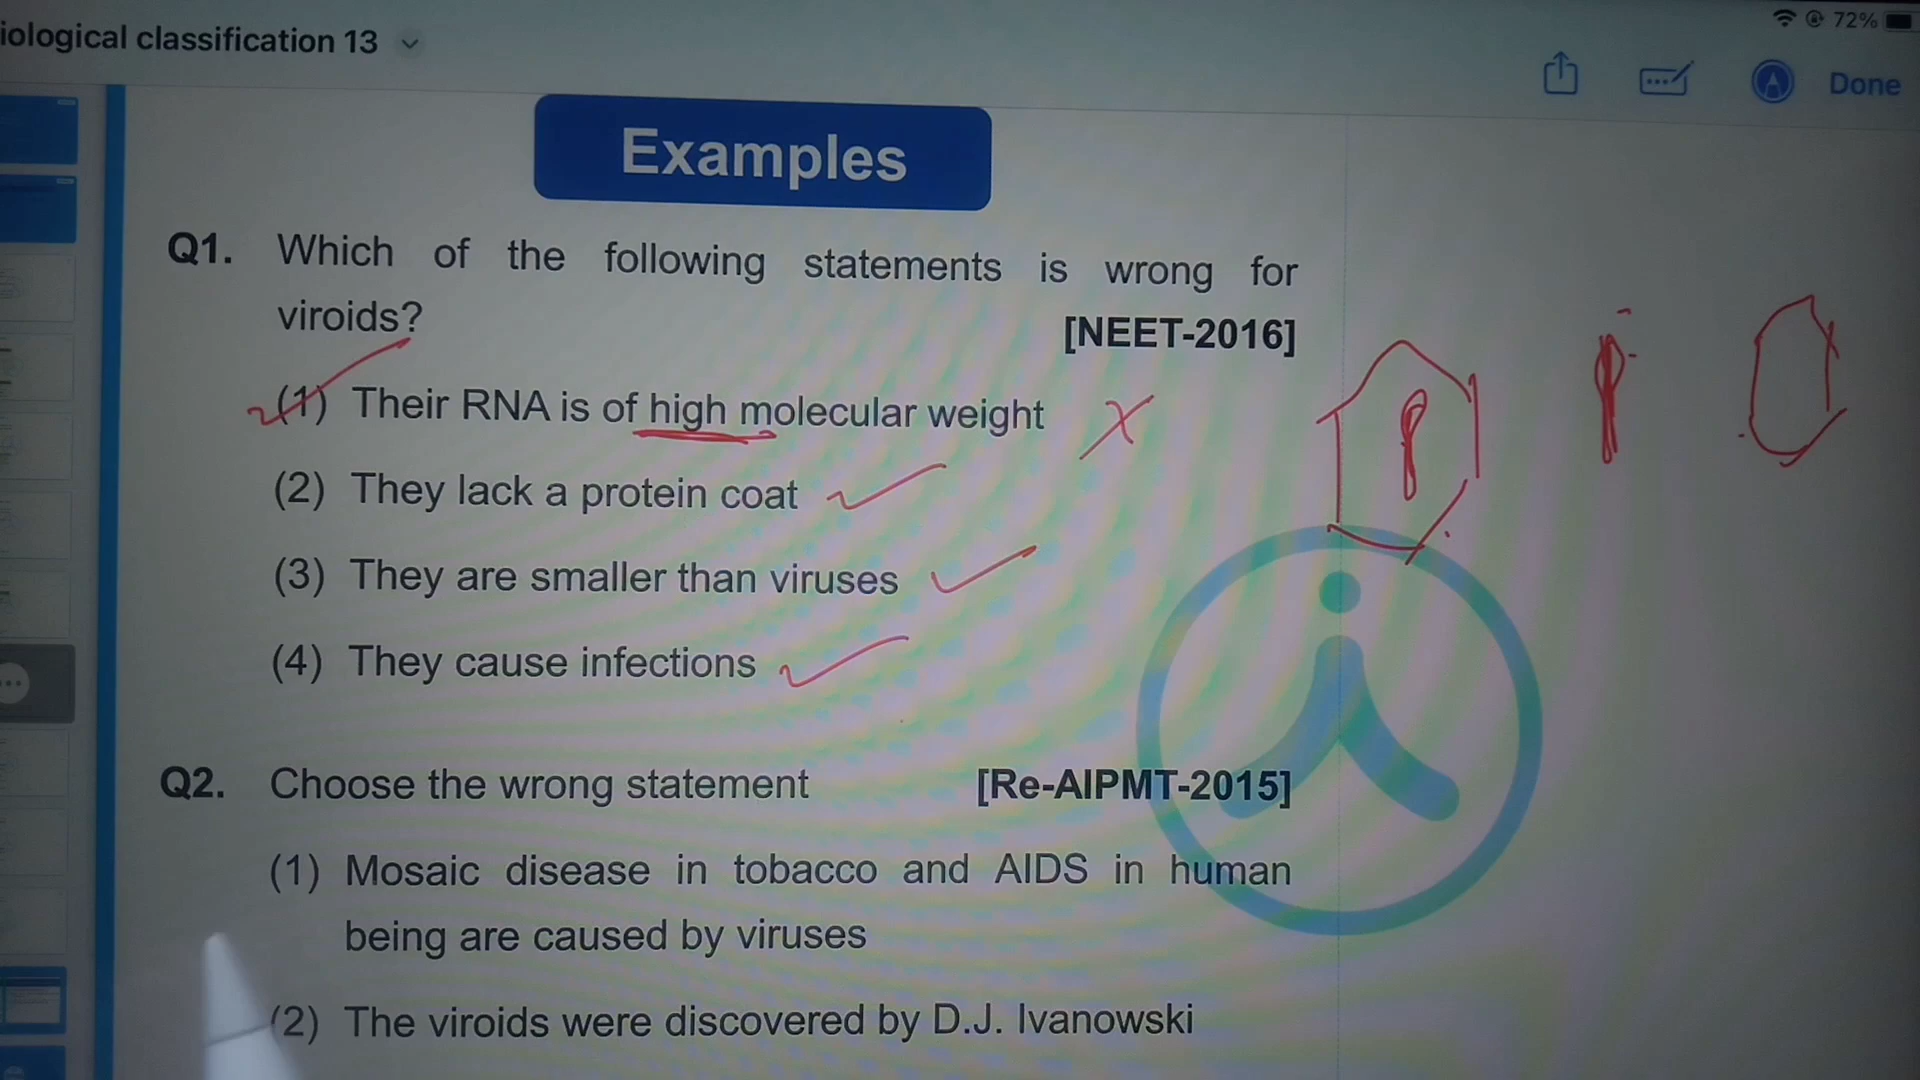 iological classification 13
72%
Done
Examples
Q1. Which of the following statements is wrong for
viroids?
[NEET-2016]
(1) Their RNA is of high molecular weight
(2) They lack a protein coat
(3) They are smaller than viruses
(4) They cause infections
Q2. Choose the wrong statement [Re-AIPMT-2015]
(1) Mosaic disease in tobacco and AIDS in human
being are caused by viruses
(2) The viroids were discovered by D.J. Ivanowski